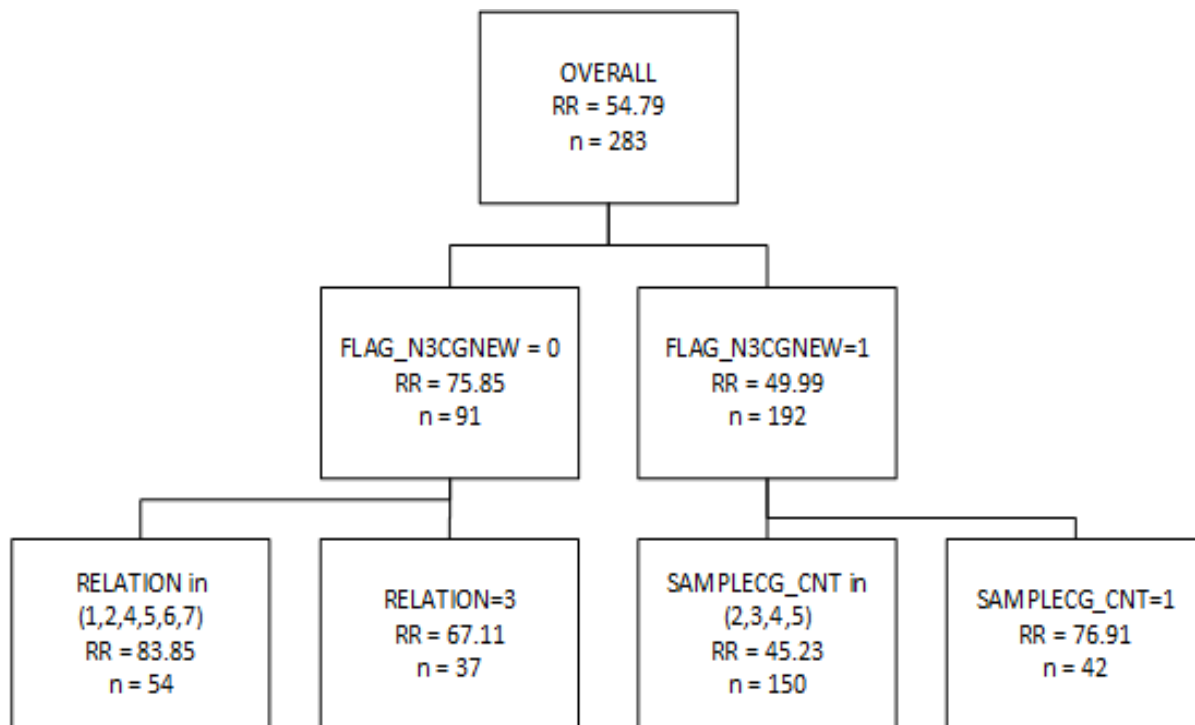 OVERALL
RR = 54.79
n = 283
FLAG_N3CGNEW = 0
RR = 75.85
n = 91
FLAG_N3CGNEW=1
RR = 49.99
n = 192
RELATION in
(1,2,4,5,6,7)
RR = 83.85
n = 54
RELATION=3
RR = 67.11
n = 37
SAMPLECG_CNT in
(2,3,4,5)
RR = 45.23
n = 150
SAMPLECG_CNT=1
RR = 76.91
n = 42